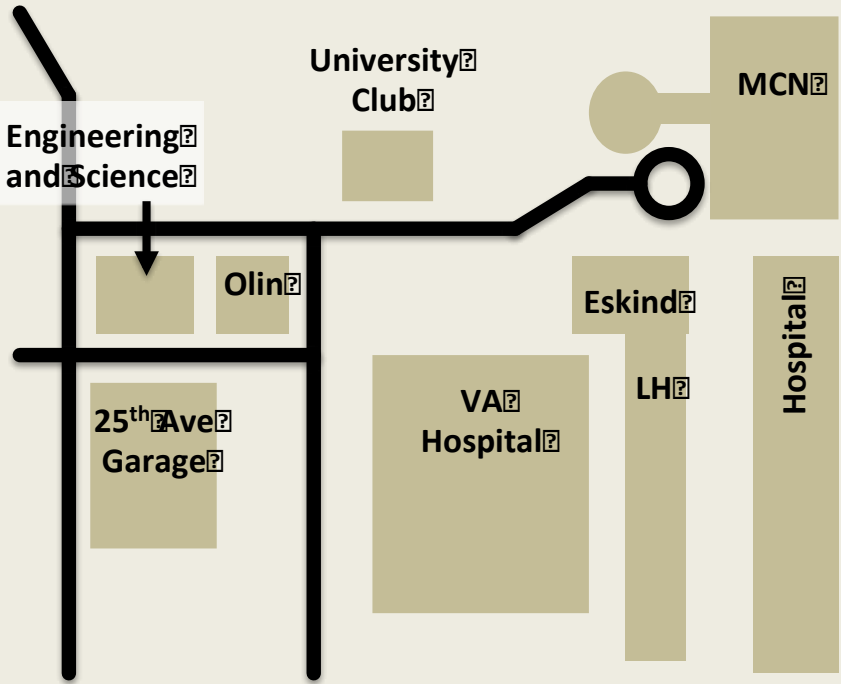 University
Club
MCN
Engineering
and Science
Olin
Eskind
Hospital
LH
25th Ave
Garage
VA
Hospital